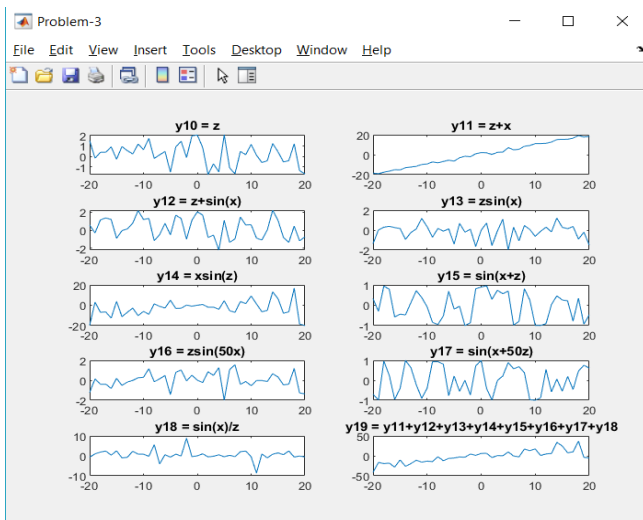 Problem-3
File Edit View Insert Tools Desktop Window Help
y10 = z
2
1
0
-1
-20 -10 0 10 20
y11 = z+x
20
0
-20
-20 -10 0 10 20
y12 = z+sin(x)
2
0
-2
-20 -10 0 10 20
y13 = zsin(x)
2
0
-2
-20 -10 0 10 20
y14 = xsin(z)
20
0
-20
-20 -10 0 10 20
y15 = sin(x+z)
1
0
-1
-20 -10 0 10 20
y16 = zsin(50x)
2
0
-2
-20 -10 0 10 20
y17 = sin(x+50z)
1
0
-1
-20 -10 0 10 20
y18 = sin(x)/z
10
0
-10
-20 -10 0 10 20
y19 = y11+y12+y13+y14+y15+y16+y17+y18
50
0
-50
-20 -10 0 10 20